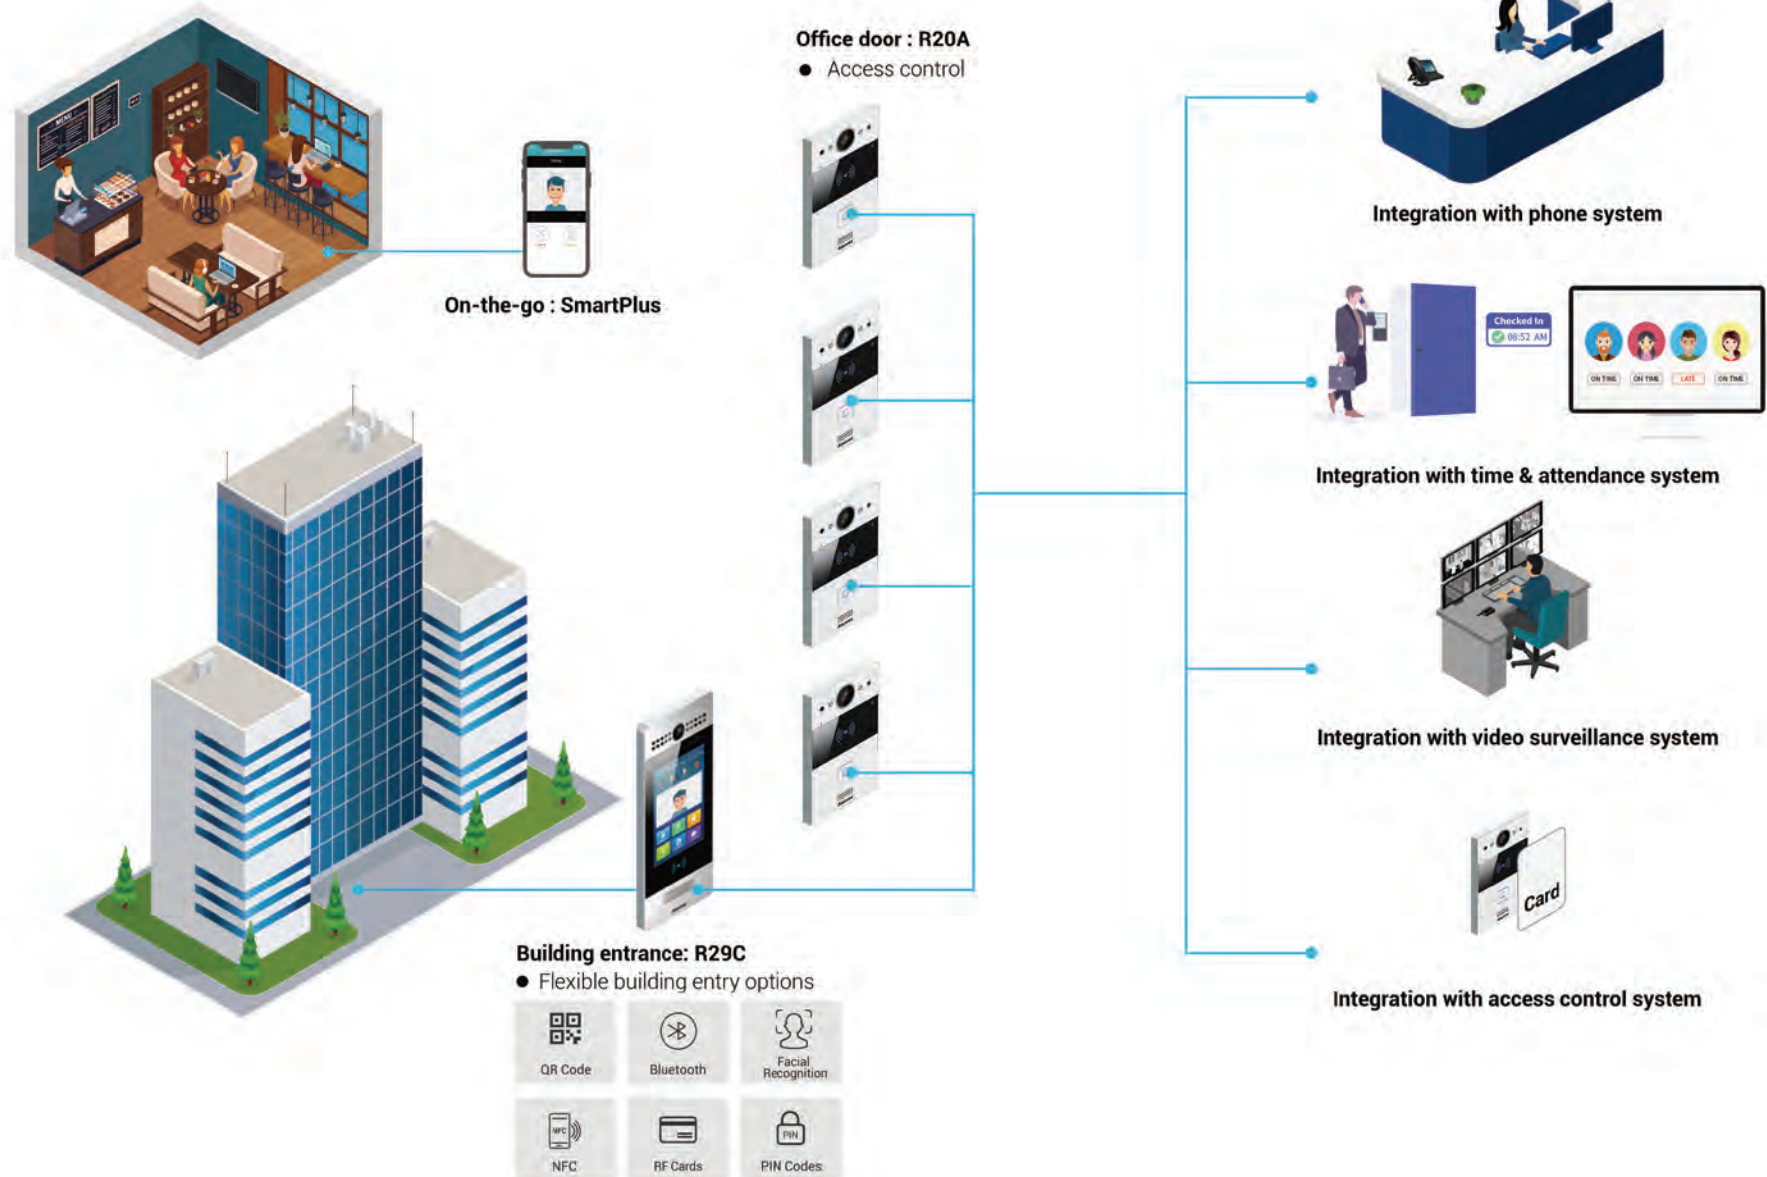 Office door : R20A
● Access control
MENU
On-the-go : SmartPlus
Integration with phone system
Checked In
08:52 AM
ON TIME
ON TIME
LATE
ON TIME
Integration with time & attendance system
Integration with video surveillance system
Card
Integration with access control system
Building entrance: R29C
● Flexible building entry options
QR Code
Bluetooth
Facial
Recognition
NFC
NFC
RF Cards
PIN
PIN Codes